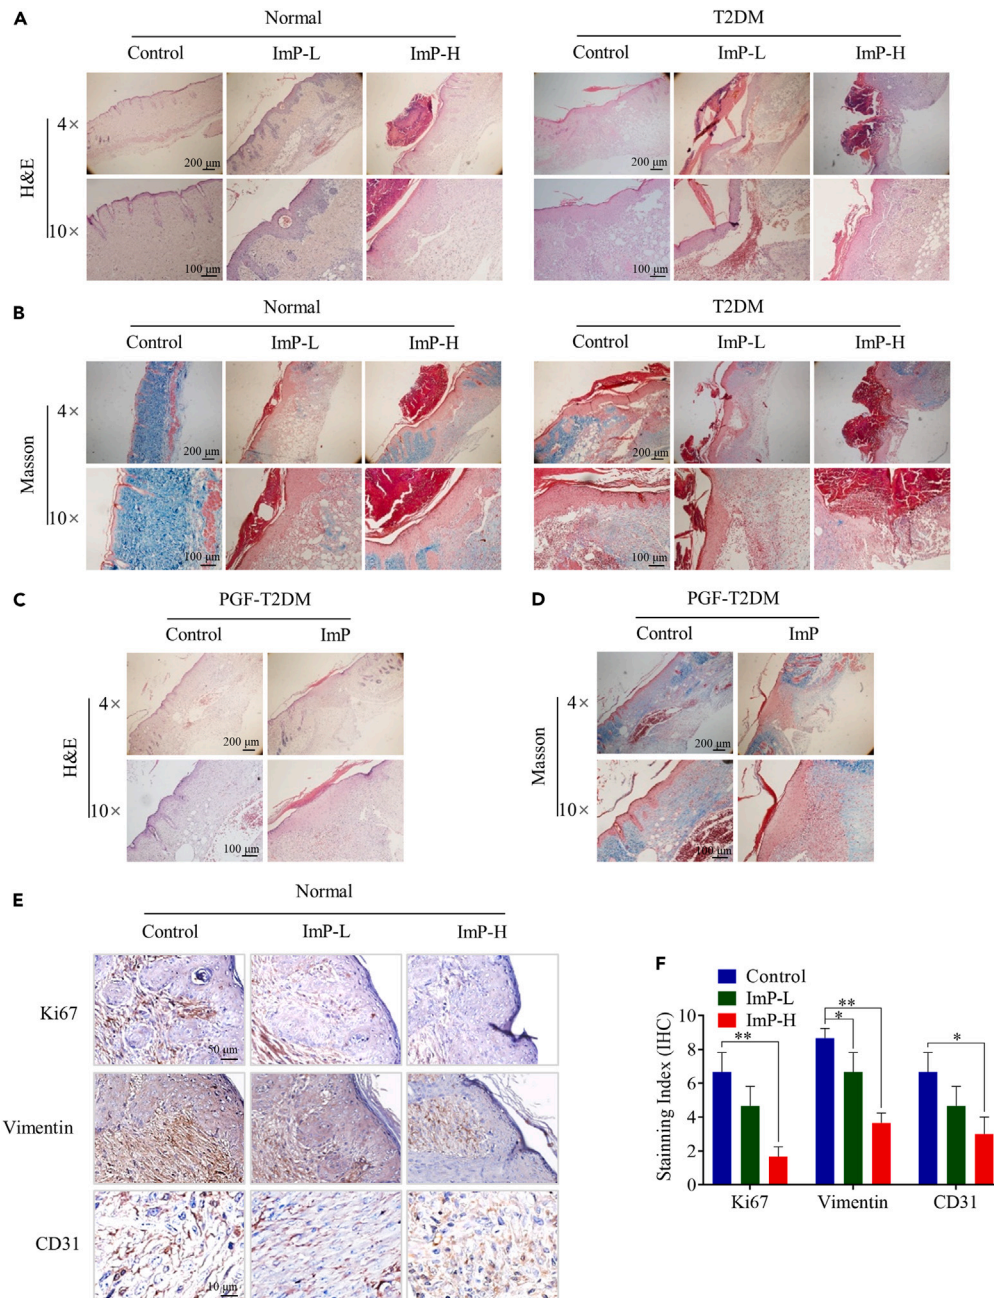 A
Normal
T2DM
Control
ImP-L
ImP-H
Control
ImP-L
ImP-H
H&E
4×
200 μm
200 μm
10×
100 μm
100 μm
B
Normal
T2DM
Control
ImP-L
ImP-H
Control
ImP-L
ImP-H
Masson
4×
200 μm
200 μm
10×
100 μm
100 μm
C
PGF-T2DM
Control
ImP
H&E
4×
200 μm
10×
100 μm
D
PGF-T2DM
Control
ImP
Masson
4×
200 μm
10×
100 μm
E
Normal
Control
ImP-L
ImP-H
Ki67
50 μm
Vimentin
CD31
10 μm
F
Control
ImP-L
ImP-H
Stainning Index (IHC)
10
8
6
4
2
0
**
**
*
*
Ki67
Vimentin
CD31